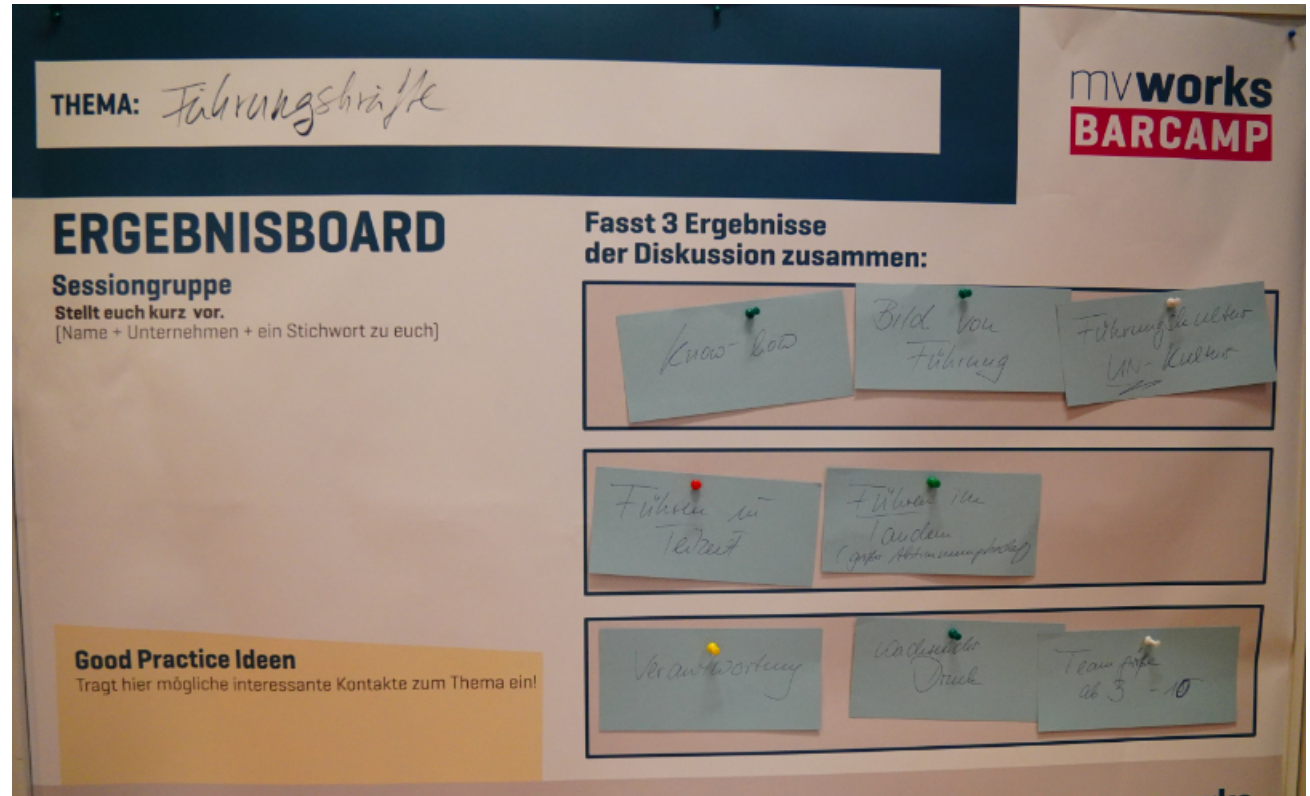 THEMA: Führungskräfte
mvworks
BARCAMP
ERGEBNISBOARD
Sessiongruppe
Stellt euch kurz vor.
[Name + Unternehmen + ein Stichwort zu euch]
Fasst 3 Ergebnisse
der Diskussion zusammen:
Know-how
Bild von
Führung
Führungskultur
UN-Kultur
Führen in
Teilzeit
Führen im
Tandem
(großer Abstimmungsbedarf)
Verantwortung
wachsender
Druck
Teamgröße
ab 3 - 10
Good Practice Ideen
Tragt hier mögliche interessante Kontakte zum Thema ein!